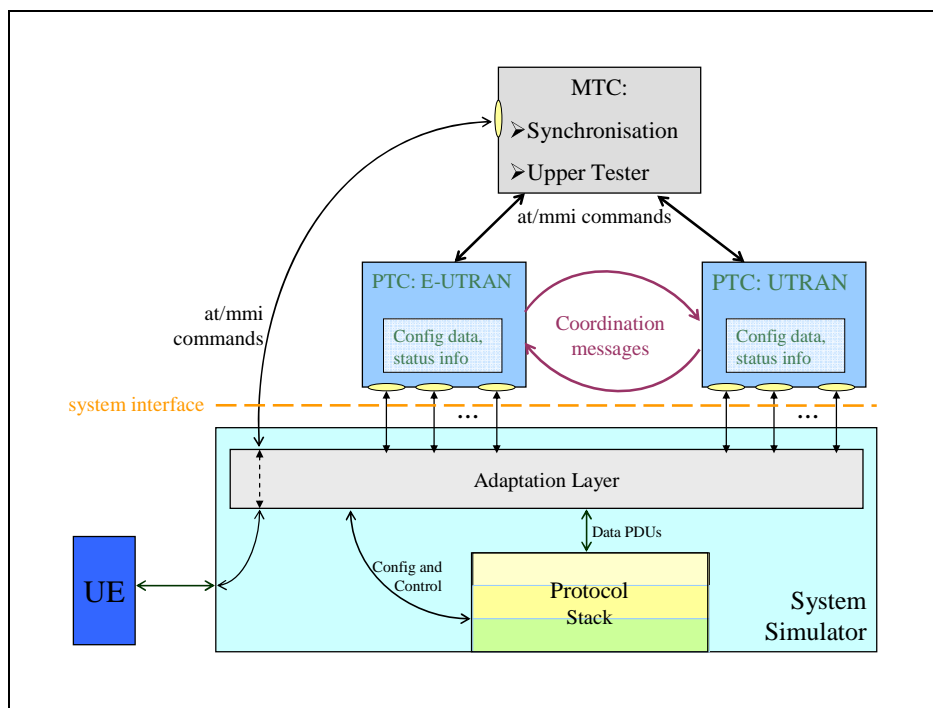 MTC:
➢Synchronisation
➢Upper Tester
at/mmi commands
PTC: E-UTRAN
PTC: UTRAN
Config data,
status info
Coordination
messages
Config data,
status info
at/mmi
commands
system interface
...
...
Adaptation Layer
Data PDUs
Config and
Control
UE
Protocol
Stack
System
Simulator